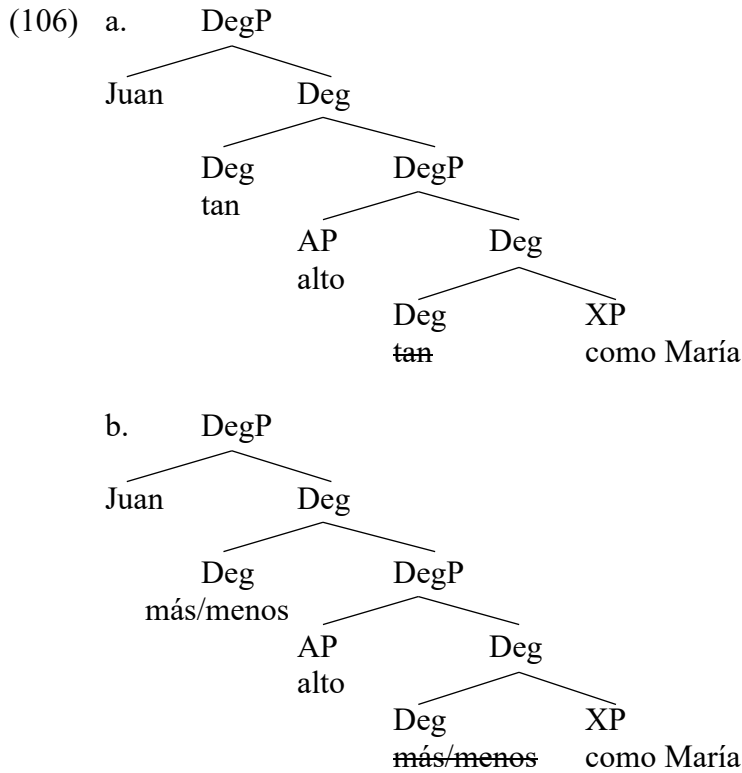 (106) a. DegP
Juan Deg
Deg DegP
tan
AP Deg
alto
Deg XP
tan como María
b. DegP
Juan Deg
Deg DegP
más/menos
AP Deg
alto
Deg XP
más/menos como María